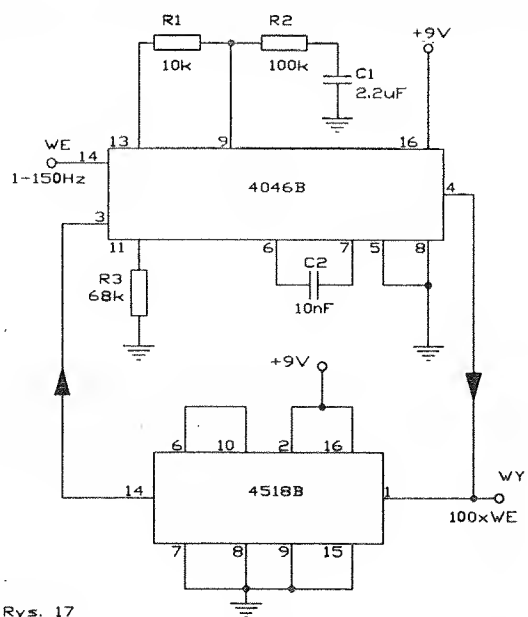 R1
R2
+9V
10k
100k
C1
2.2uF
WE
13
9
16
14
1-150Hz
4046B
4
3
11
6
7
5
8
R3
68k
C2
10nF
+9V
6
10
2
16
WY
14
4518B
1
100xWE
7
8
9
15
Rys. 17